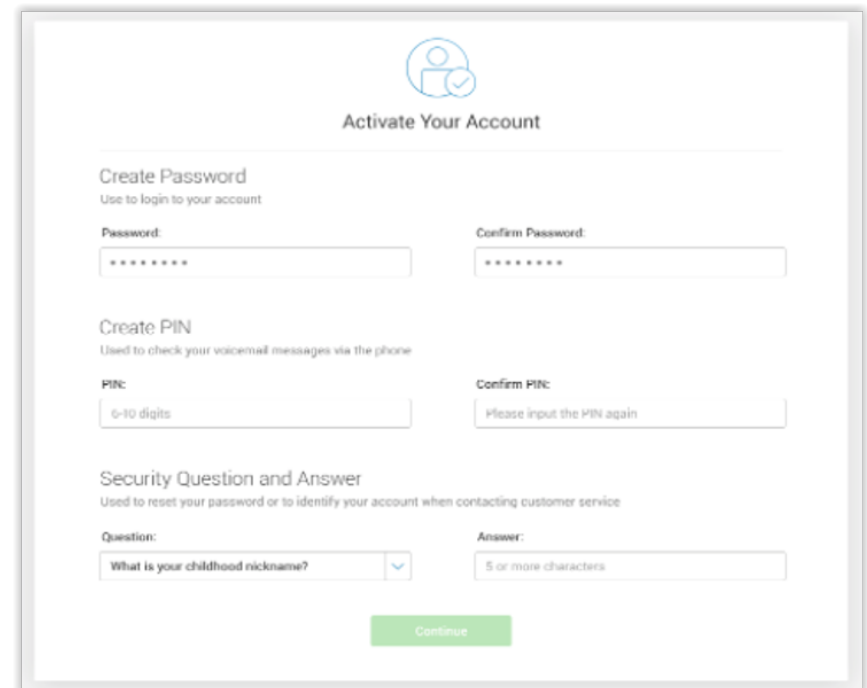 Activate Your Account
Create Password
Use to login to your account
Password: Confirm Password:
•••••••• ••••••••
Create PIN
Used to check your voicemail messages via the phone
PIN: Confirm PIN:
6-10 digits Please input the PIN again
Security Question and Answer
Used to reset your password or to identify your account when contacting customer service
Question: Answer:
What is your childhood nickname? 5 or more characters
Continue